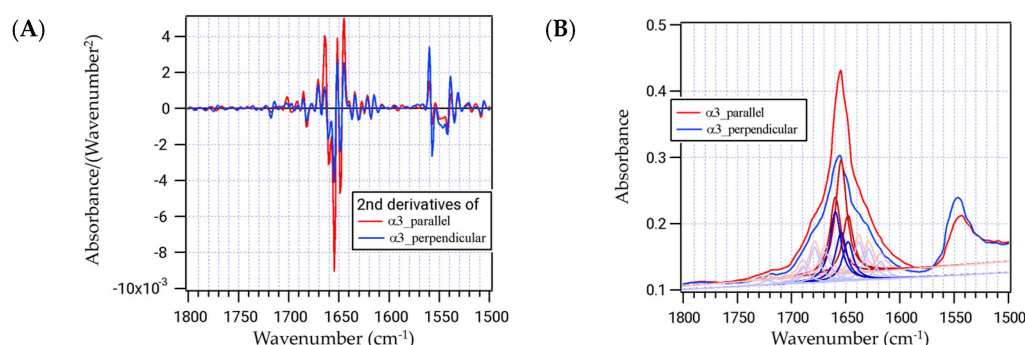 (A)
Absorbance/(Wavenumber²)
4
2
0
-2
-4
-6
-8
-10x10⁻³
2nd derivatives of
α3_parallel
α3_perpendicular
1800 1750 1700 1650 1600 1550 1500
Wavenumber (cm⁻¹)
(B)
Absorbance
0.5
0.4
0.3
0.2
0.1
α3_parallel
α3_perpendicular
1800 1750 1700 1650 1600 1550 1500
Wavenumber (cm⁻¹)